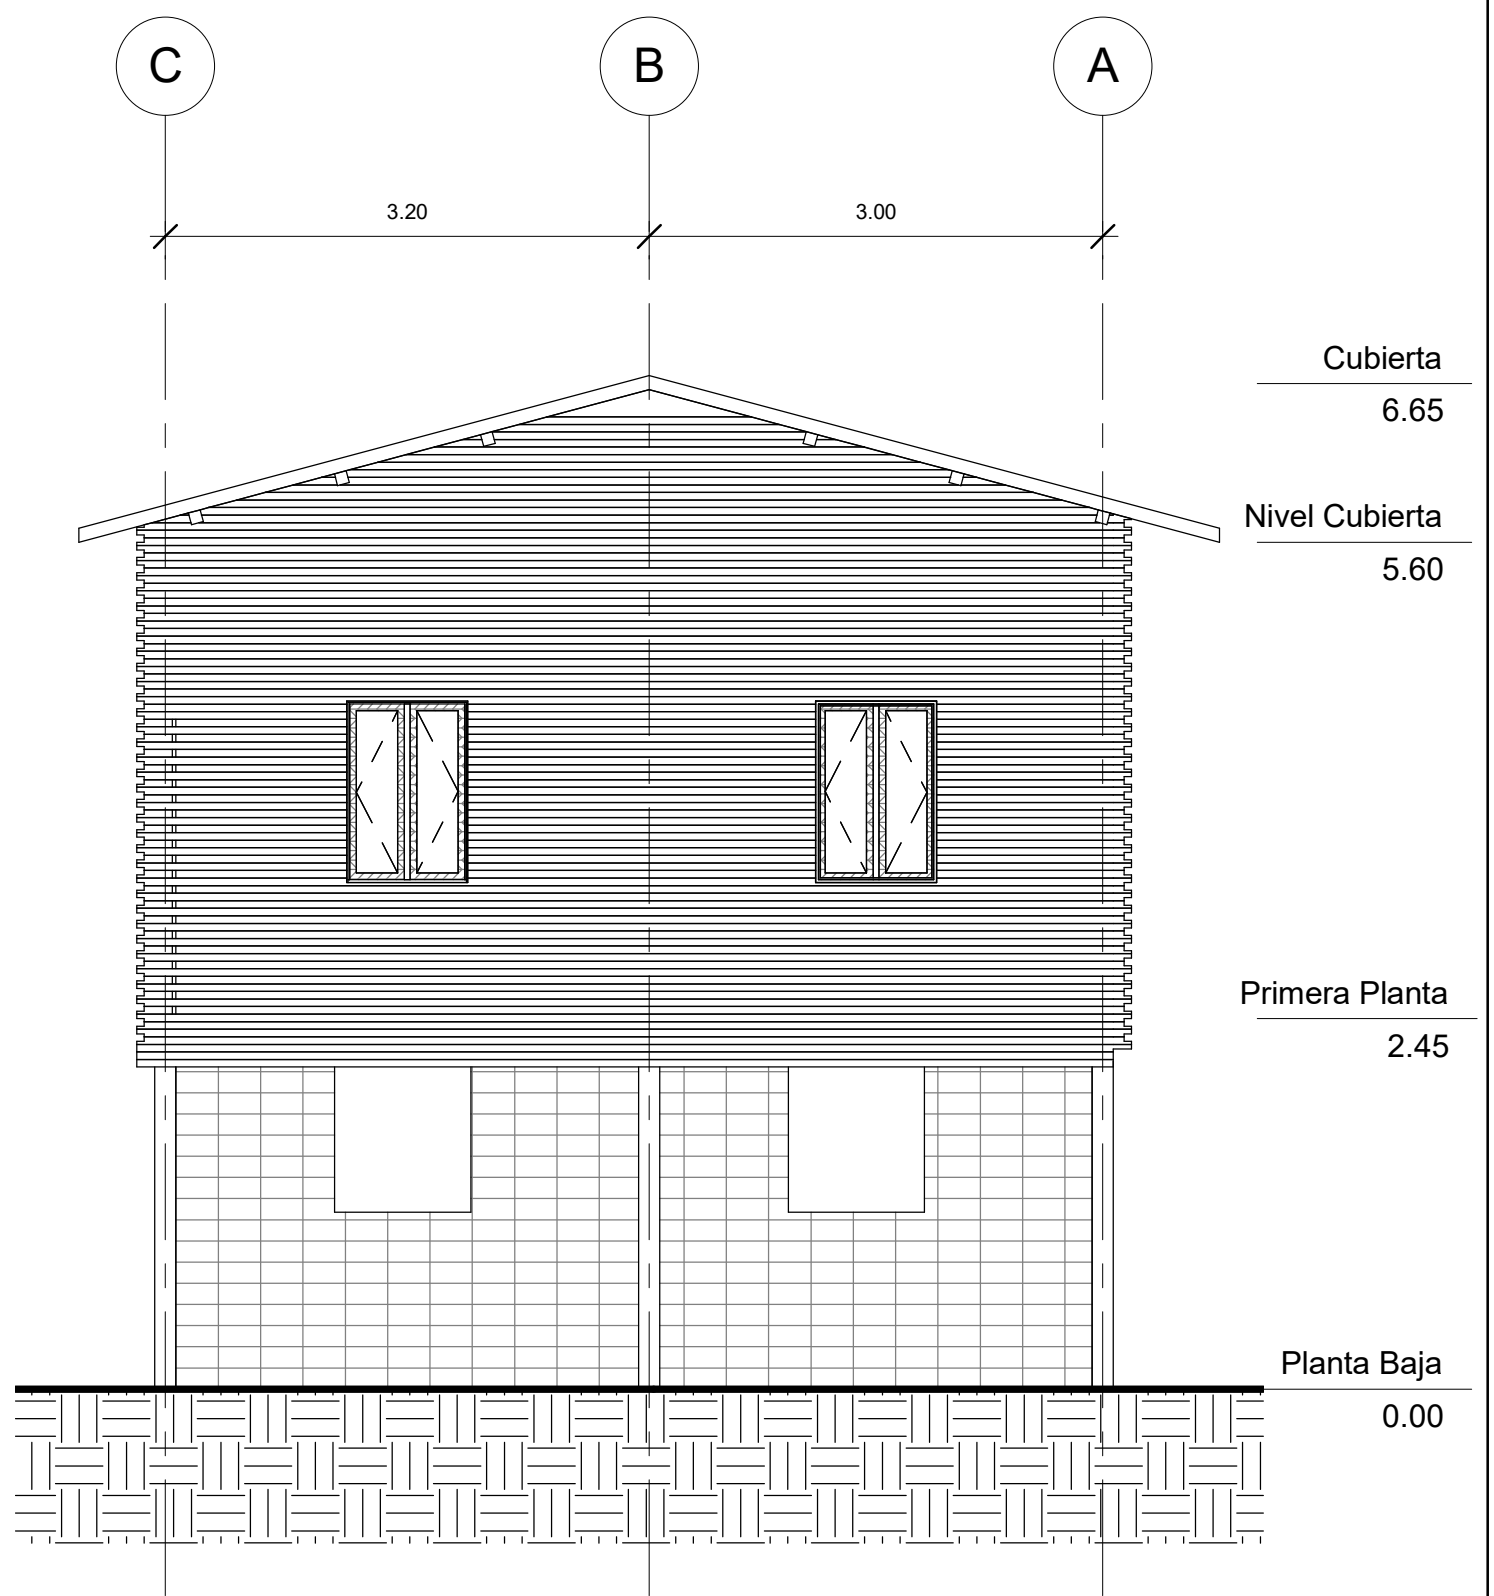 C
B
A
3.20
3.00
Cubierta
6.65
Nivel Cubierta
5.60
Primera Planta
2.45
Planta Baja
0.00